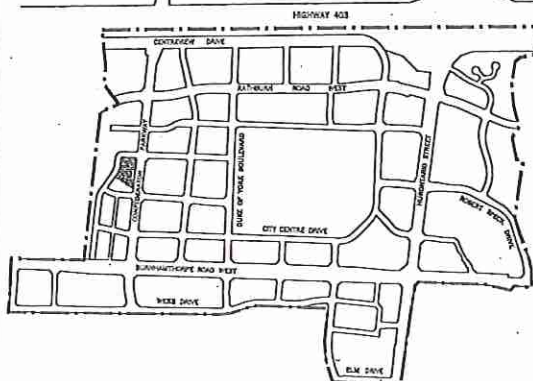 HIGHWAY 403
CENTREVIEW DRIVE
RATHBURN ROAD WEST
PARKWAY
CONFEDERATION
DUKE OF YORK BOULEVARD
HURONTARIO STREET
ROBERT SPECK DRIVE
CITY CENTRE DRIVE
BURNHAMTHORPE ROAD WEST
WEBB DRIVE
ELM DRIVE